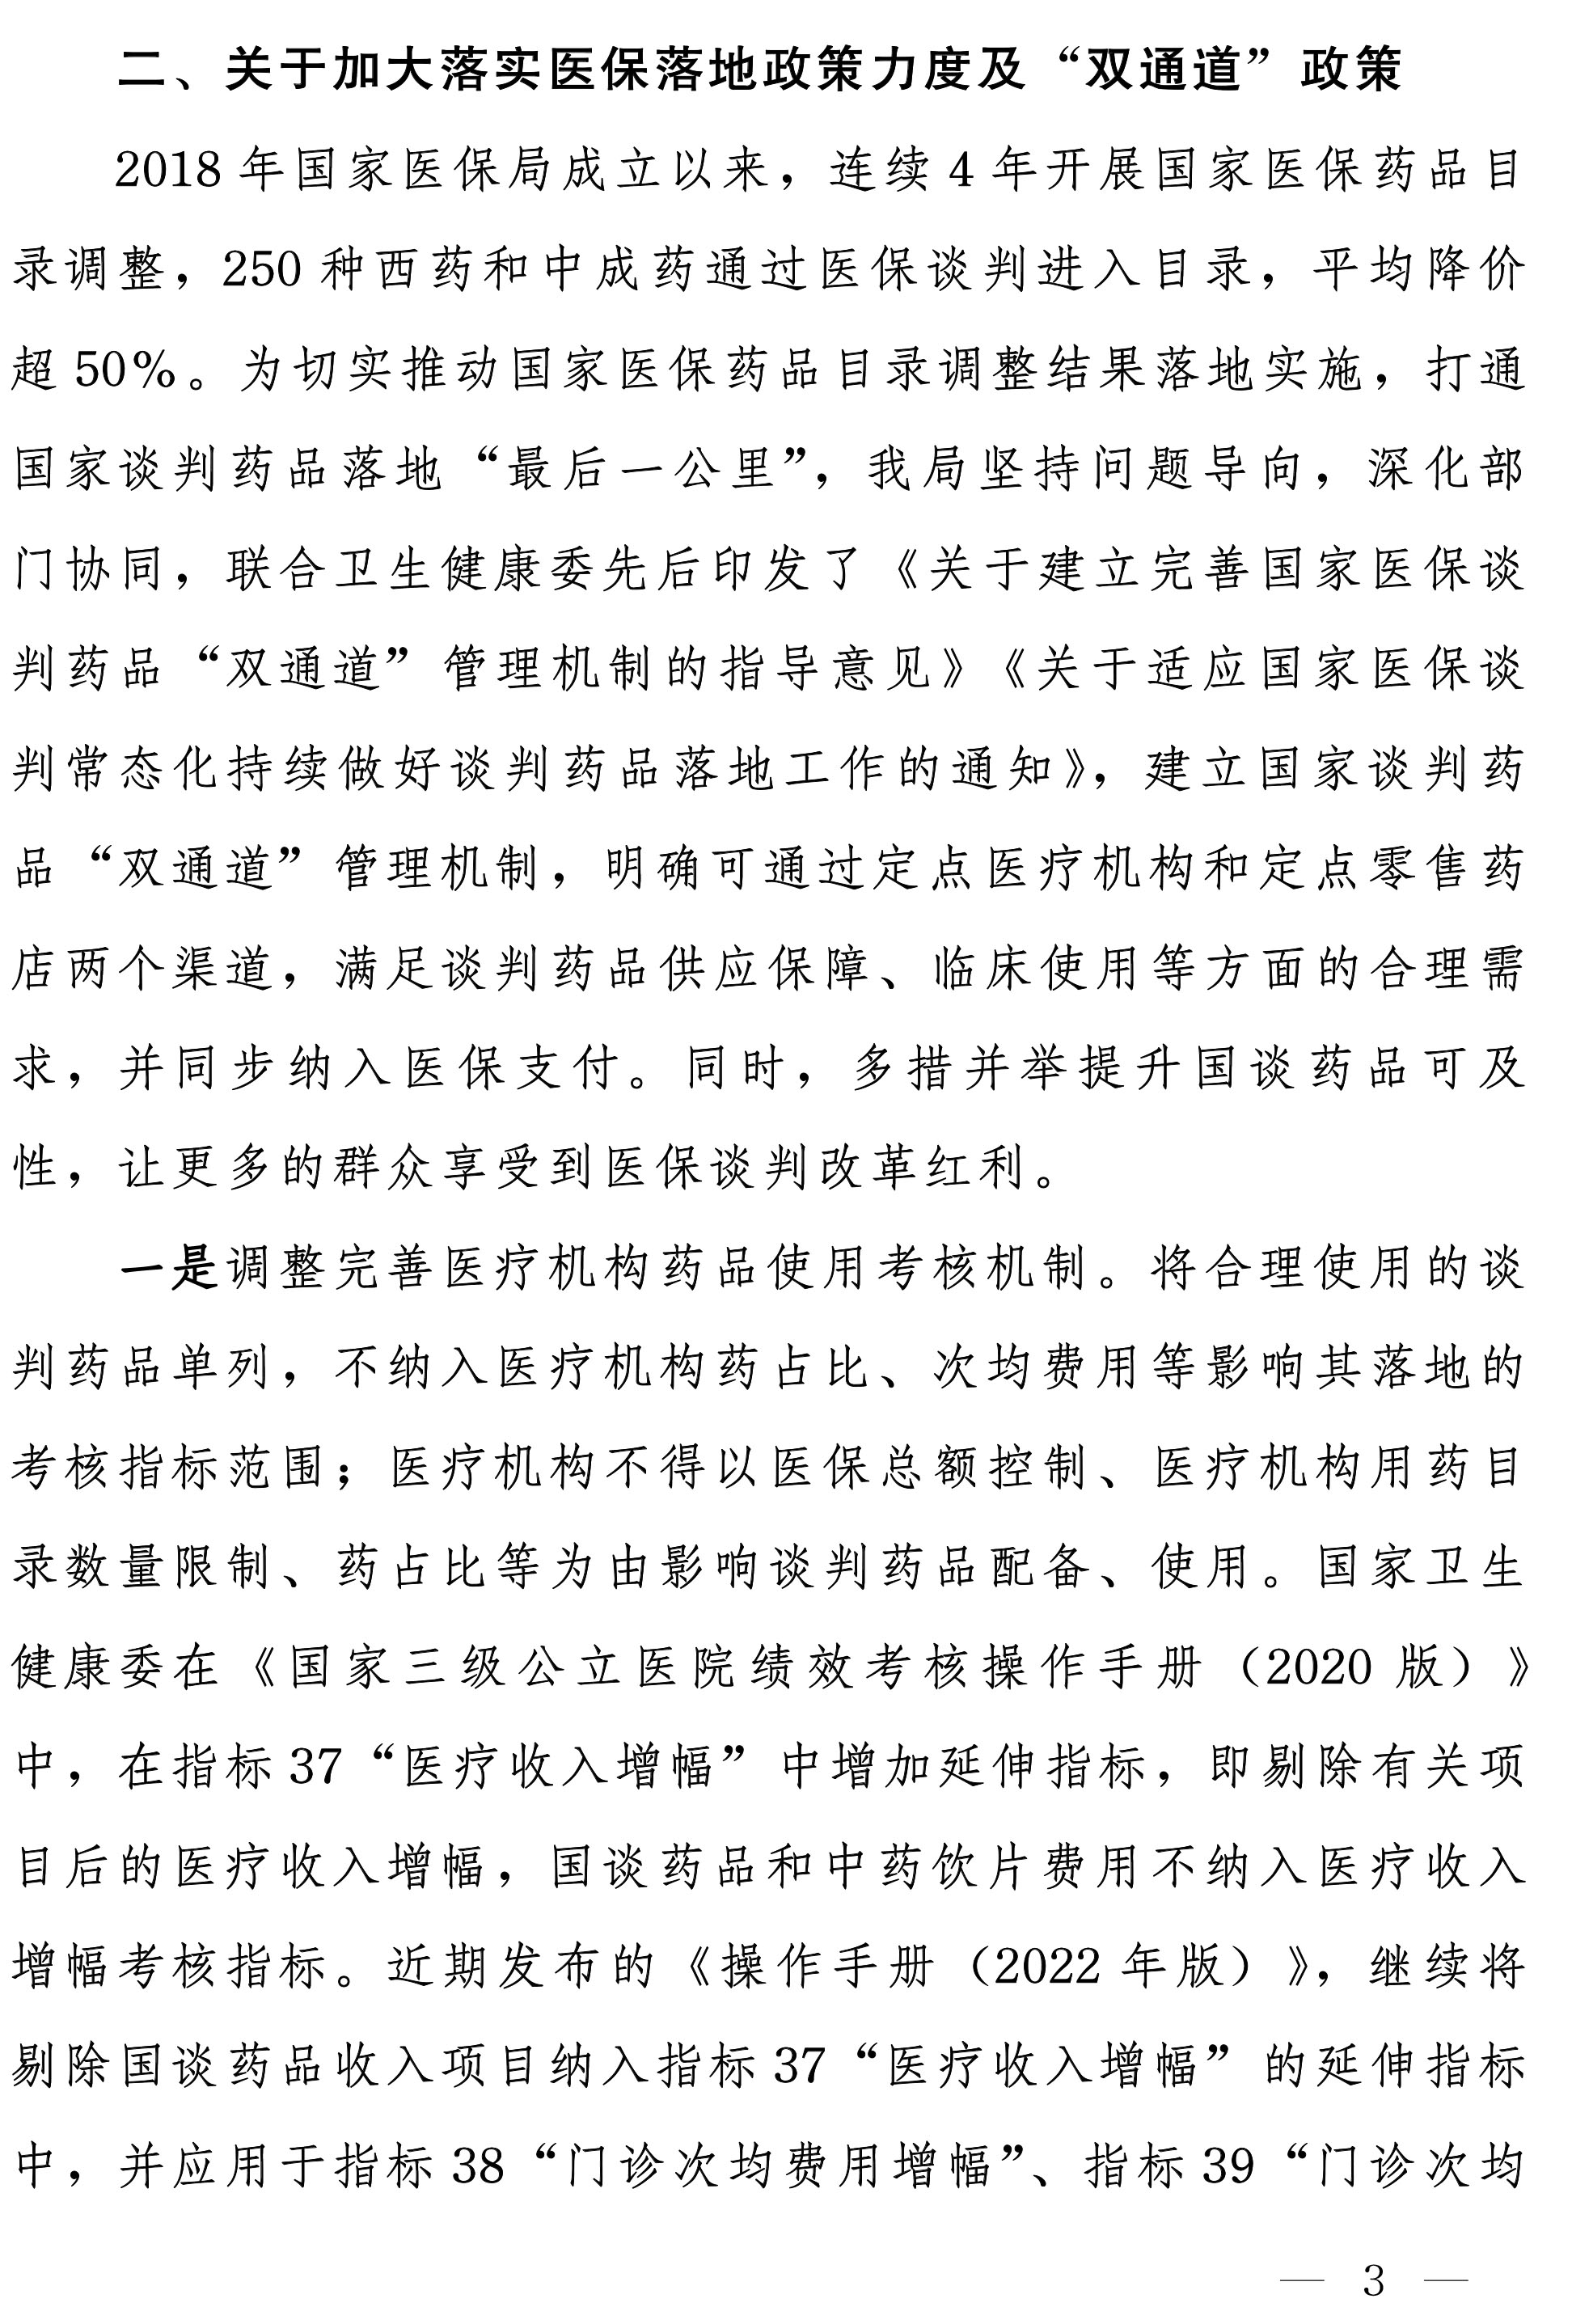 二、关于加大落实医保落地政策力度及“双通道”政策
2018 年国家医保局成立以来，连续 4 年开展国家医保药品目
录调整，250 种西药和中成药通过医保谈判进入目录，平均降价
超 50%。为切实推动国家医保药品目录调整结果落地实施，打通
国家谈判药品落地“最后一公里”，我局坚持问题导向，深化部
门协同，联合卫生健康委先后印发了《关于建立完善国家医保谈
判药品“双通道”管理机制的指导意见》《关于适应国家医保谈
判常态化持续做好谈判药品落地工作的通知》，建立国家谈判药
品“双通道”管理机制，明确可通过定点医疗机构和定点零售药
店两个渠道，满足谈判药品供应保障、临床使用等方面的合理需
求，并同步纳入医保支付。同时，多措并举提升国谈药品可及
性，让更多的群众享受到医保谈判改革红利。
一是调整完善医疗机构药品使用考核机制。将合理使用的谈
判药品单列，不纳入医疗机构药占比、次均费用等影响其落地的
考核指标范围；医疗机构不得以医保总额控制、医疗机构用药目
录数量限制、药占比等为由影响谈判药品配备、使用。国家卫生
健康委在《国家三级公立医院绩效考核操作手册（2020 版）》
中，在指标 37“医疗收入增幅”中增加延伸指标，即剔除有关项
目后的医疗收入增幅，国谈药品和中药饮片费用不纳入医疗收入
增幅考核指标。近期发布的《操作手册（2022 年版）》，继续将
剔除国谈药品收入项目纳入指标 37“医疗收入增幅”的延伸指标
中，并应用于指标 38“门诊次均费用增幅”、指标 39“门诊次均
— 3 —